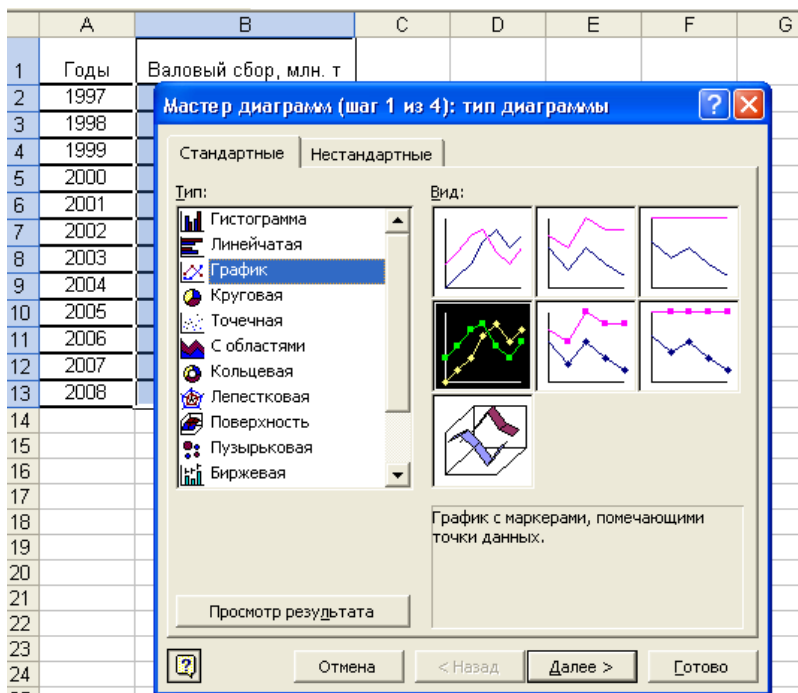 A B C D E F G
1 Годы Валовый сбор, млн. т
2 1997
3 1998
4 1999
5 2000
6 2001
7 2002
8 2003
9 2004
10 2005
11 2006
12 2007
13 2008
14
15
16
17
18
19
20
21
22
23
24
Мастер диаграмм (шаг 1 из 4): тип диаграммы
Стандартные Нестандартные
Тип: Вид:
Гистограмма
Линейчатая
График
Круговая
Точечная
С областями
Кольцевая
Лепестковая
Поверхность
Пузырьковая
Биржевая
График с маркерами, помечающими
точки данных.
Просмотр результата
Отмена < Назад Далее > Готово